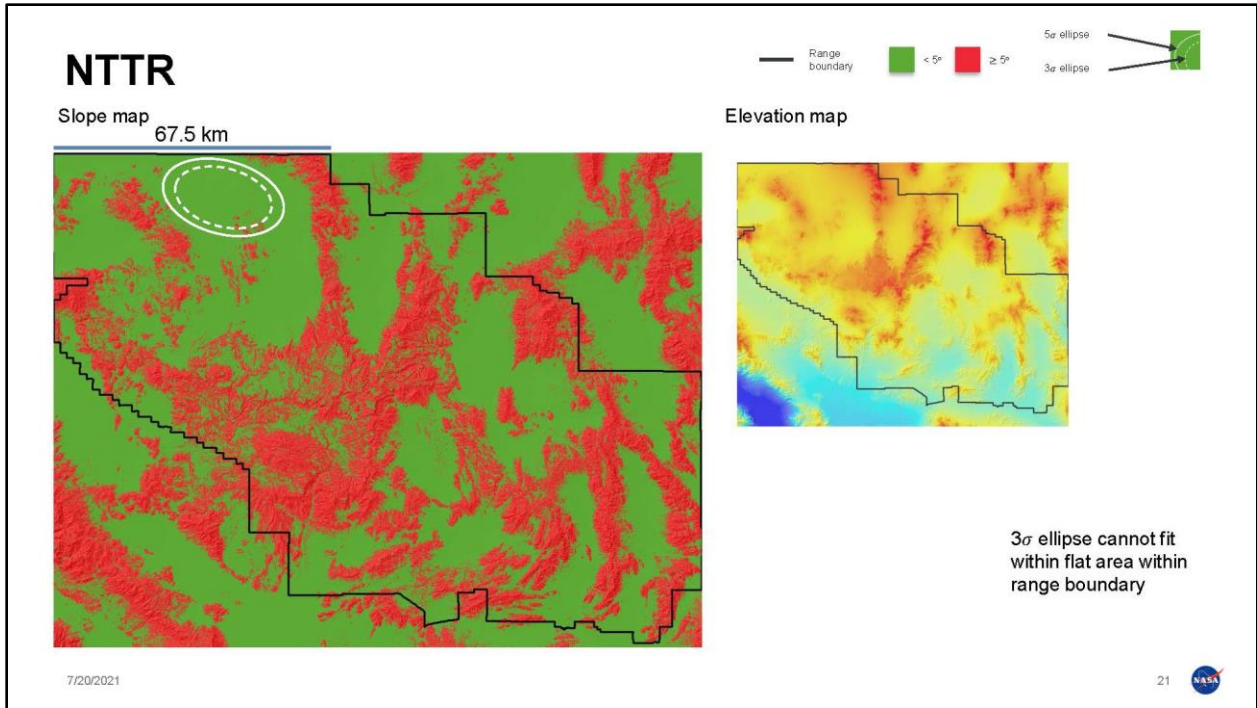 NTTR
Range
boundary
< 5°
≥ 5°
5σ ellipse
3σ ellipse
Slope map
67.5 km
Elevation map
3σ ellipse cannot fit
within flat area within
range boundary
7/20/2021
21
NASA